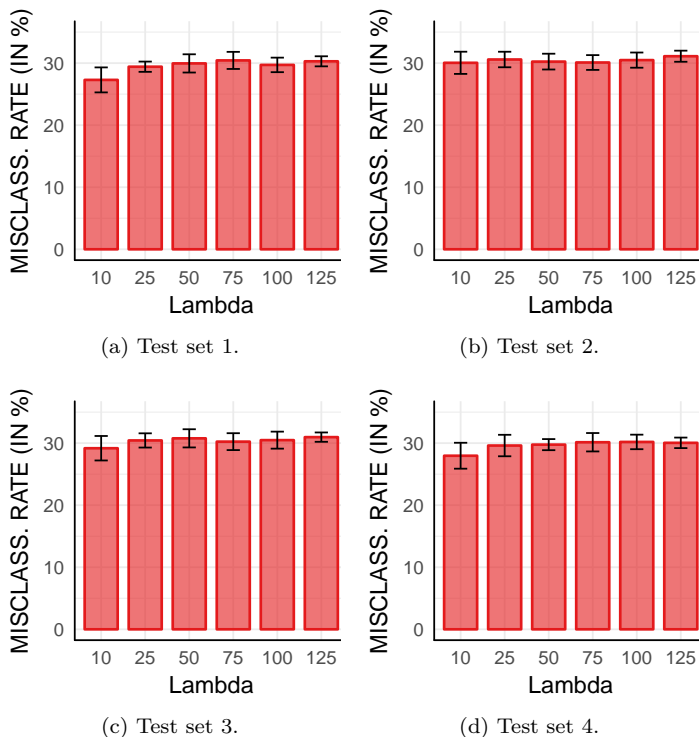 MISCLASS. RATE (IN %)
30
20
10
0
10 25 50 75 100 125
Lambda
(a) Test set 1.
MISCLASS. RATE (IN %)
30
20
10
0
10 25 50 75 100 125
Lambda
(b) Test set 2.
MISCLASS. RATE (IN %)
30
20
10
0
10 25 50 75 100 125
Lambda
(c) Test set 3.
MISCLASS. RATE (IN %)
30
20
10
0
10 25 50 75 100 125
Lambda
(d) Test set 4.